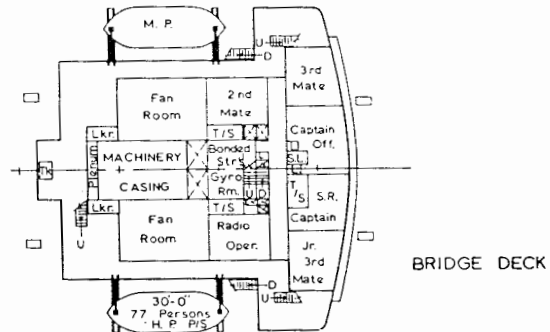 M. P.
U
D
3rd
Mate
Fan
Room
2nd
Mate
Lkr.
T/S
Captain
Off.
Plenum
MACHINERY
CASING
Bonded
Str's
S.L.
Tk
Gyro
Rm.
U D
T/S
S.R.
Captain
Lkr.
T/S
U
Fan
Room
Radio
Oper.
Jr.
3rd
Mate
BRIDGE DECK
D
U
30'-0"
77 Persons
H. P. P/S